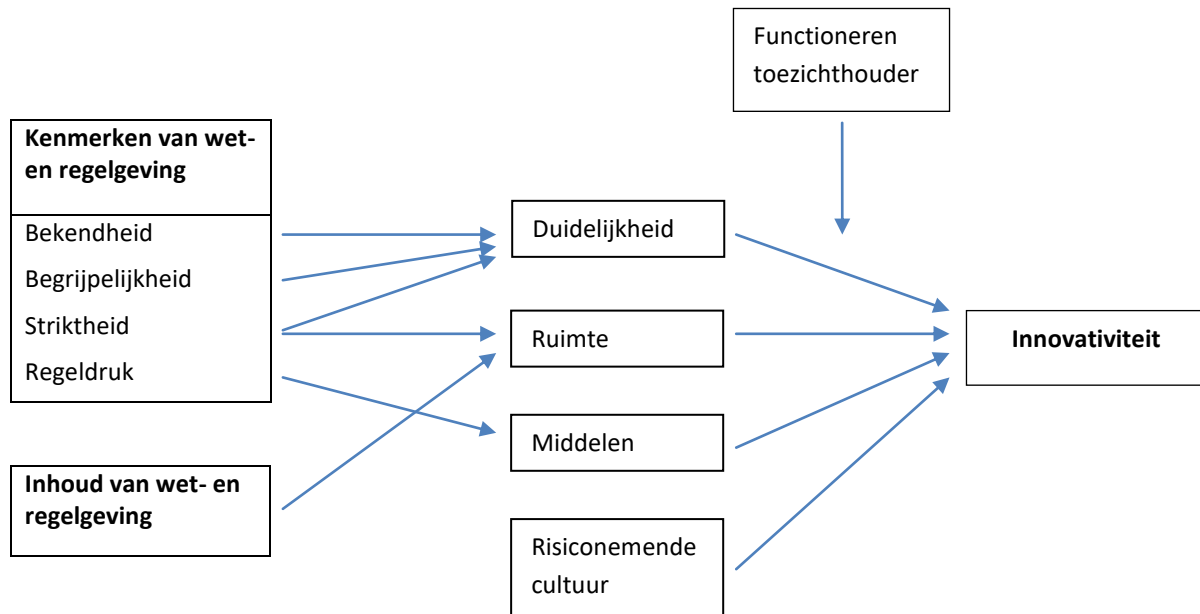 Functioneren
toezichthouder
Kenmerken van wet-
en regelgeving
Bekendheid
Begrijpelijkheid
Striktheid
Regeldruk
Inhoud van wet- en
regelgeving
Duidelijkheid
Ruimte
Middelen
Risiconemende
cultuur
Innovativiteit